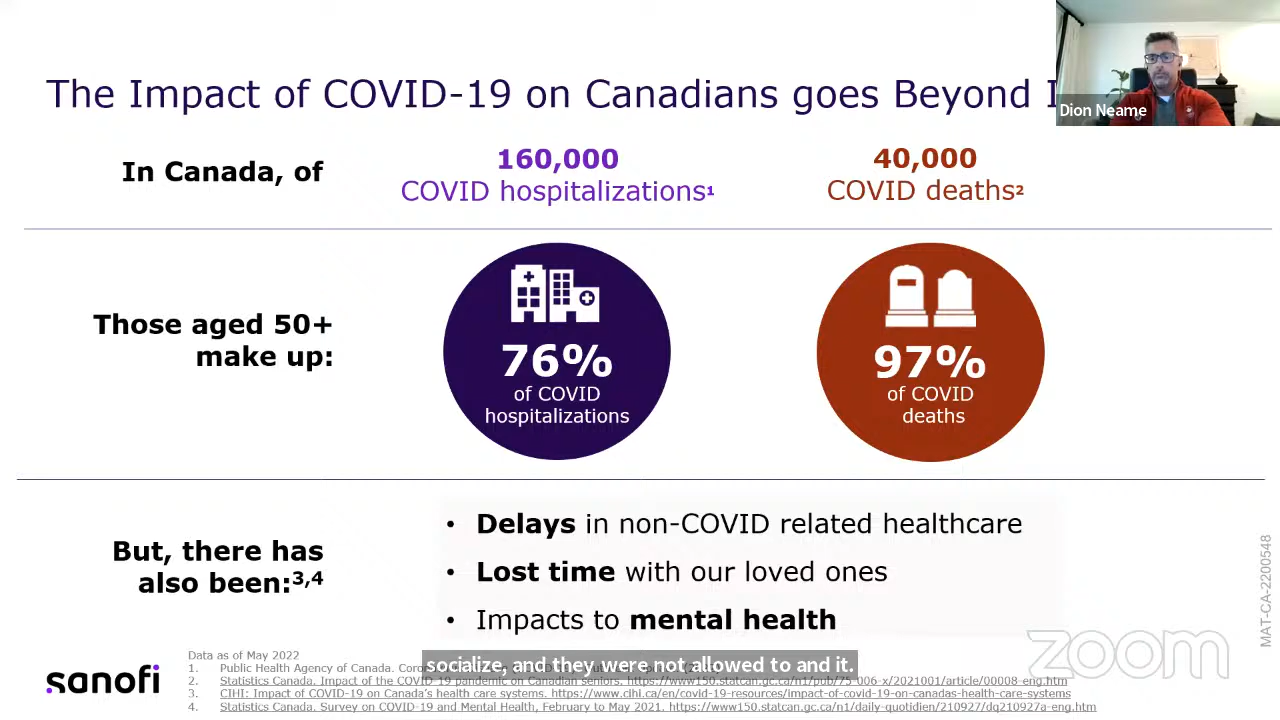 The Impact of COVID-19 on Canadians goes Beyond
Dion Neame
In Canada, of
160,000
COVID hospitalizations¹
40,000
COVID deaths²
Those aged 50+
make up:
76%
of COVID
hospitalizations
97%
of COVID
deaths
But, there has
also been:³,⁴
• Delays in non-COVID related healthcare
• Lost time with our loved ones
• Impacts to mental health
MAT-CA-2200548
zoom
sanofi
Data as of May 2022
1. Public Health Agency of Canada.
socialize, and they were not allowed to and it.
2. Statistics Canada. Impact of the COVID-19 pandemic on Canadian seniors. https://www150.statcan.gc.ca/n1/pub/75-006-x/2021001/article/00008-eng.htm
3. CIHI: Impact of COVID-19 on Canada's health care systems. https://www.cihi.ca/en/covid-19-resources/impact-of-covid-19-on-canadas-health-care-systems
4. Statistics Canada. Survey on COVID-19 and Mental Health, February to May 2021. https://www150.statcan.gc.ca/n1/daily-quotidien/210927/dq210927a-eng.htm